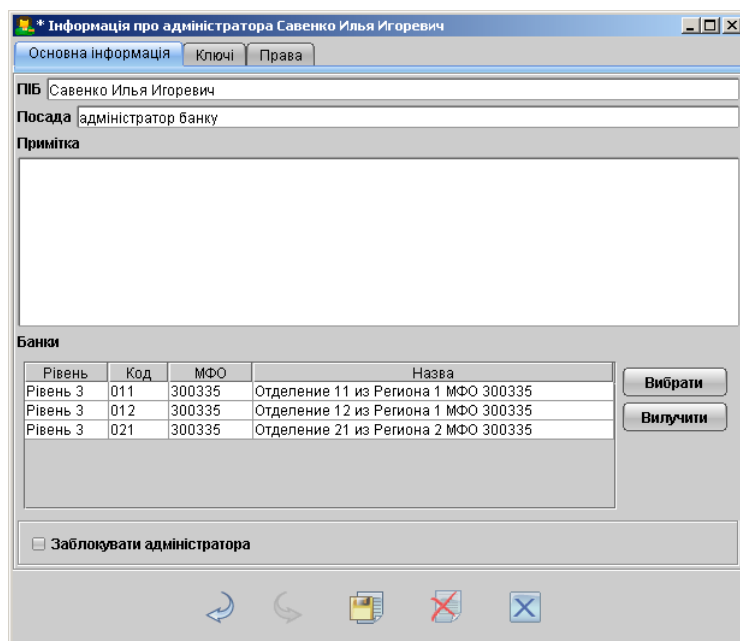 * Інформація про адміністратора Савенко Илья Игоревич
Основна інформація Ключі Права
ПІБ Савенко Илья Игоревич
Посада адміністратор банку
Примітка
Банки
Рівень Код МФО Назва
Рівень 3 011 300335 Отделение 11 из Региона 1 МФО 300335
Рівень 3 012 300335 Отделение 12 из Региона 1 МФО 300335
Рівень 3 021 300335 Отделение 21 из Региона 2 МФО 300335
Вибрати
Вилучити
Заблокувати адміністратора